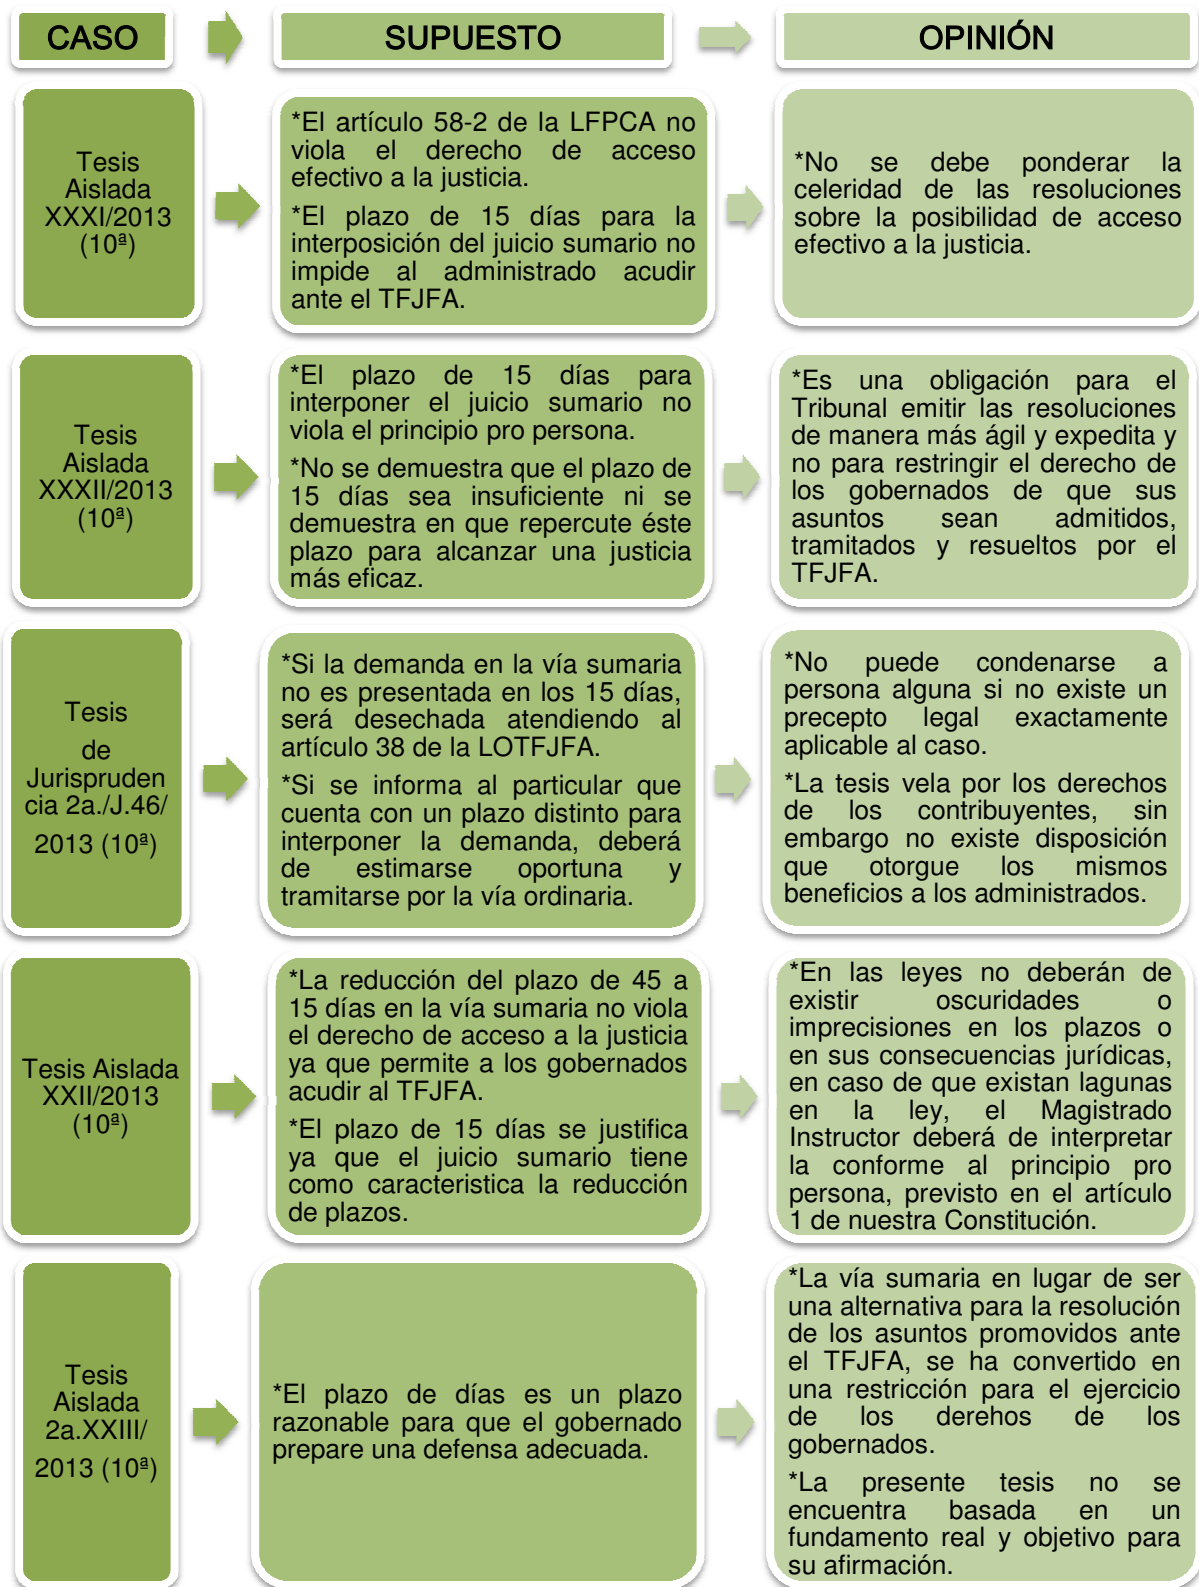 CASO
SUPUESTO
OPINIÓN
Tesis
Aislada
XXXI/2013
(10ª)
*El artículo 58-2 de la LFPCA no
viola el derecho de acceso
efectivo a la justicia.
*El plazo de 15 días para la
interposición del juicio sumario no
impide al administrado acudir
ante el TFJFA.
*No se debe ponderar la
celeridad de las resoluciones
sobre la posibilidad de acceso
efectivo a la justicia.
Tesis
Aislada
XXXII/2013
(10ª)
*El plazo de 15 días para
interponer el juicio sumario no
viola el principio pro persona.
*No se demuestra que el plazo de
15 días sea insuficiente ni se
demuestra en que repercute éste
plazo para alcanzar una justicia
más eficaz.
*Es una obligación para el
Tribunal emitir las resoluciones
de manera más ágil y expedita y
no para restringir el derecho de
los gobernados de que sus
asuntos sean admitidos,
tramitados y resueltos por el
TFJFA.
Tesis
de
Jurispruden
cia 2a./J.46/
2013 (10ª)
*Si la demanda en la vía sumaria
no es presentada en los 15 días,
será desechada atendiendo al
artículo 38 de la LOTFJFA.
*Si se informa al particular que
cuenta con un plazo distinto para
interponer la demanda, deberá
de estimarse oportuna y
tramitarse por la vía ordinaria.
*No puede condenarse a
persona alguna si no existe un
precepto legal exactamente
aplicable al caso.
*La tesis vela por los derechos
de los contribuyentes, sin
embargo no existe disposición
que otorgue los mismos
beneficios a los administrados.
Tesis Aislada
XXII/2013
(10ª)
*La reducción del plazo de 45 a
15 días en la vía sumaria no viola
el derecho de acceso a la justicia
ya que permite a los gobernados
acudir al TFJFA.
*El plazo de 15 días se justifica
ya que el juicio sumario tiene
como caracteristica la reducción
de plazos.
*En las leyes no deberán de
existir oscuridades o
imprecisiones en los plazos o
en sus consecuencias jurídicas,
en caso de que existan lagunas
en la ley, el Magistrado
Instructor deberá de interpretar
la conforme al principio pro
persona, previsto en el artículo
1 de nuestra Constitución.
Tesis
Aislada
2a.XXIII/
2013 (10ª)
*El plazo de días es un plazo
razonable para que el gobernado
prepare una defensa adecuada.
*La vía sumaria en lugar de ser
una alternativa para la resolución
de los asuntos promovidos ante
el TFJFA, se ha convertido en
una restricción para el ejercicio
de los derehos de los
gobernados.
*La presente tesis no se
encuentra basada en un
fundamento real y objetivo para
su afirmación.